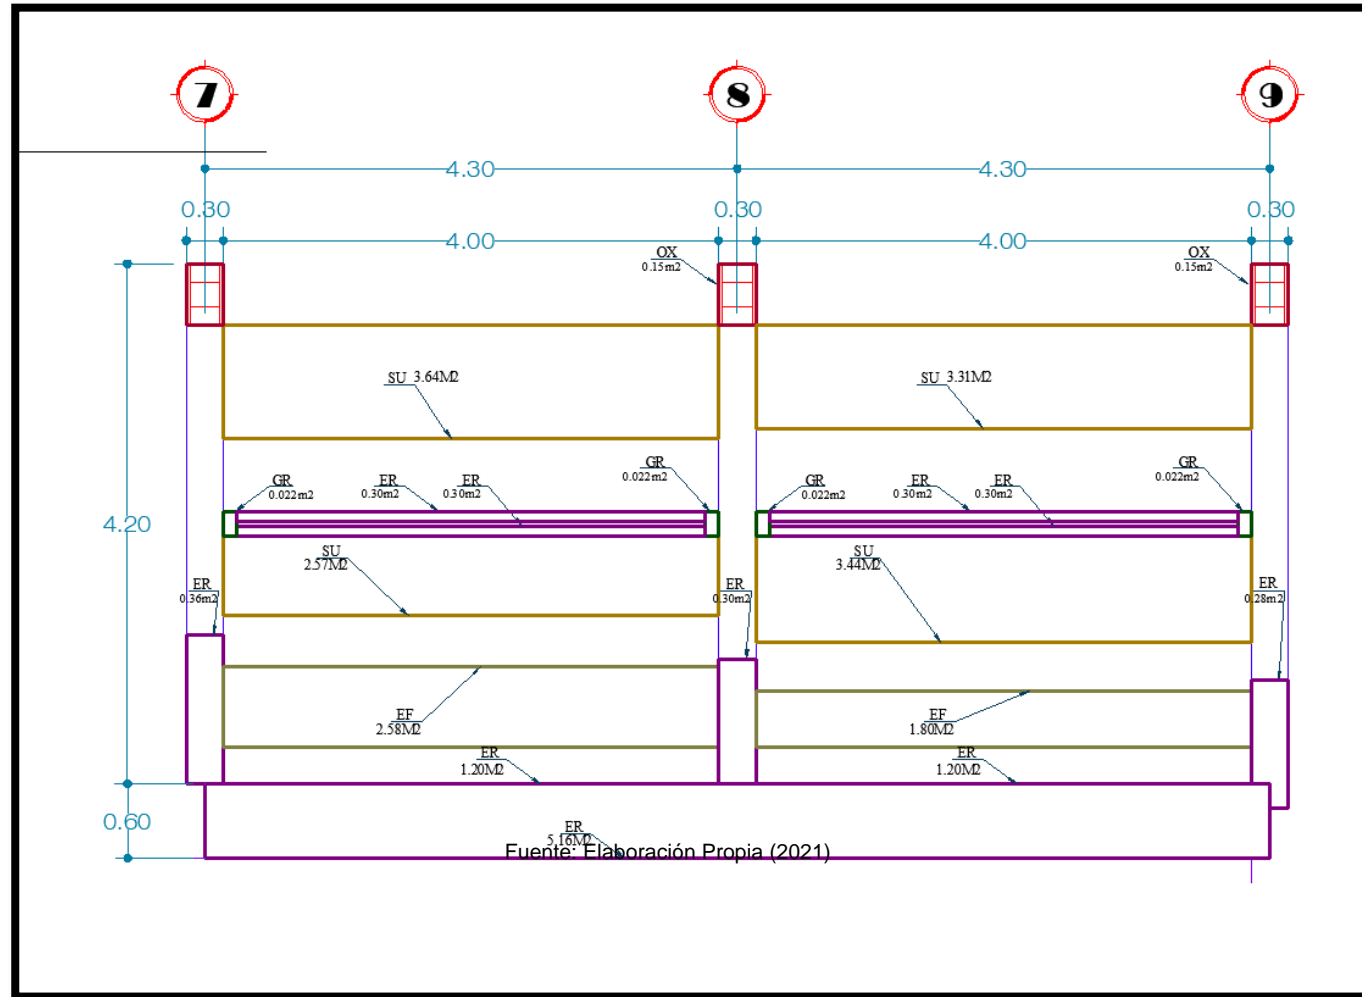 7 8 9
4.30 4.30
0.30 0.30 0.30
4.00 4.00
OX OX
0.15m2 0.15m2
SU 3.64M2 SU 3.31M2
GR ER ER GR GR ER ER GR
0.022m2 0.30m2 0.30m2 0.022m2 0.022m2 0.30m2 0.30m2 0.022m2
4.20
SU SU
2.57M2 3.44M2
ER ER ER
0.36m2 0.30m2 0.28m2
EF EF
2.58M2 1.80M2
ER ER
1.20M2 1.20M2
0.60
ER
5.16M2
Fuente: Elaboración Propia (2021)